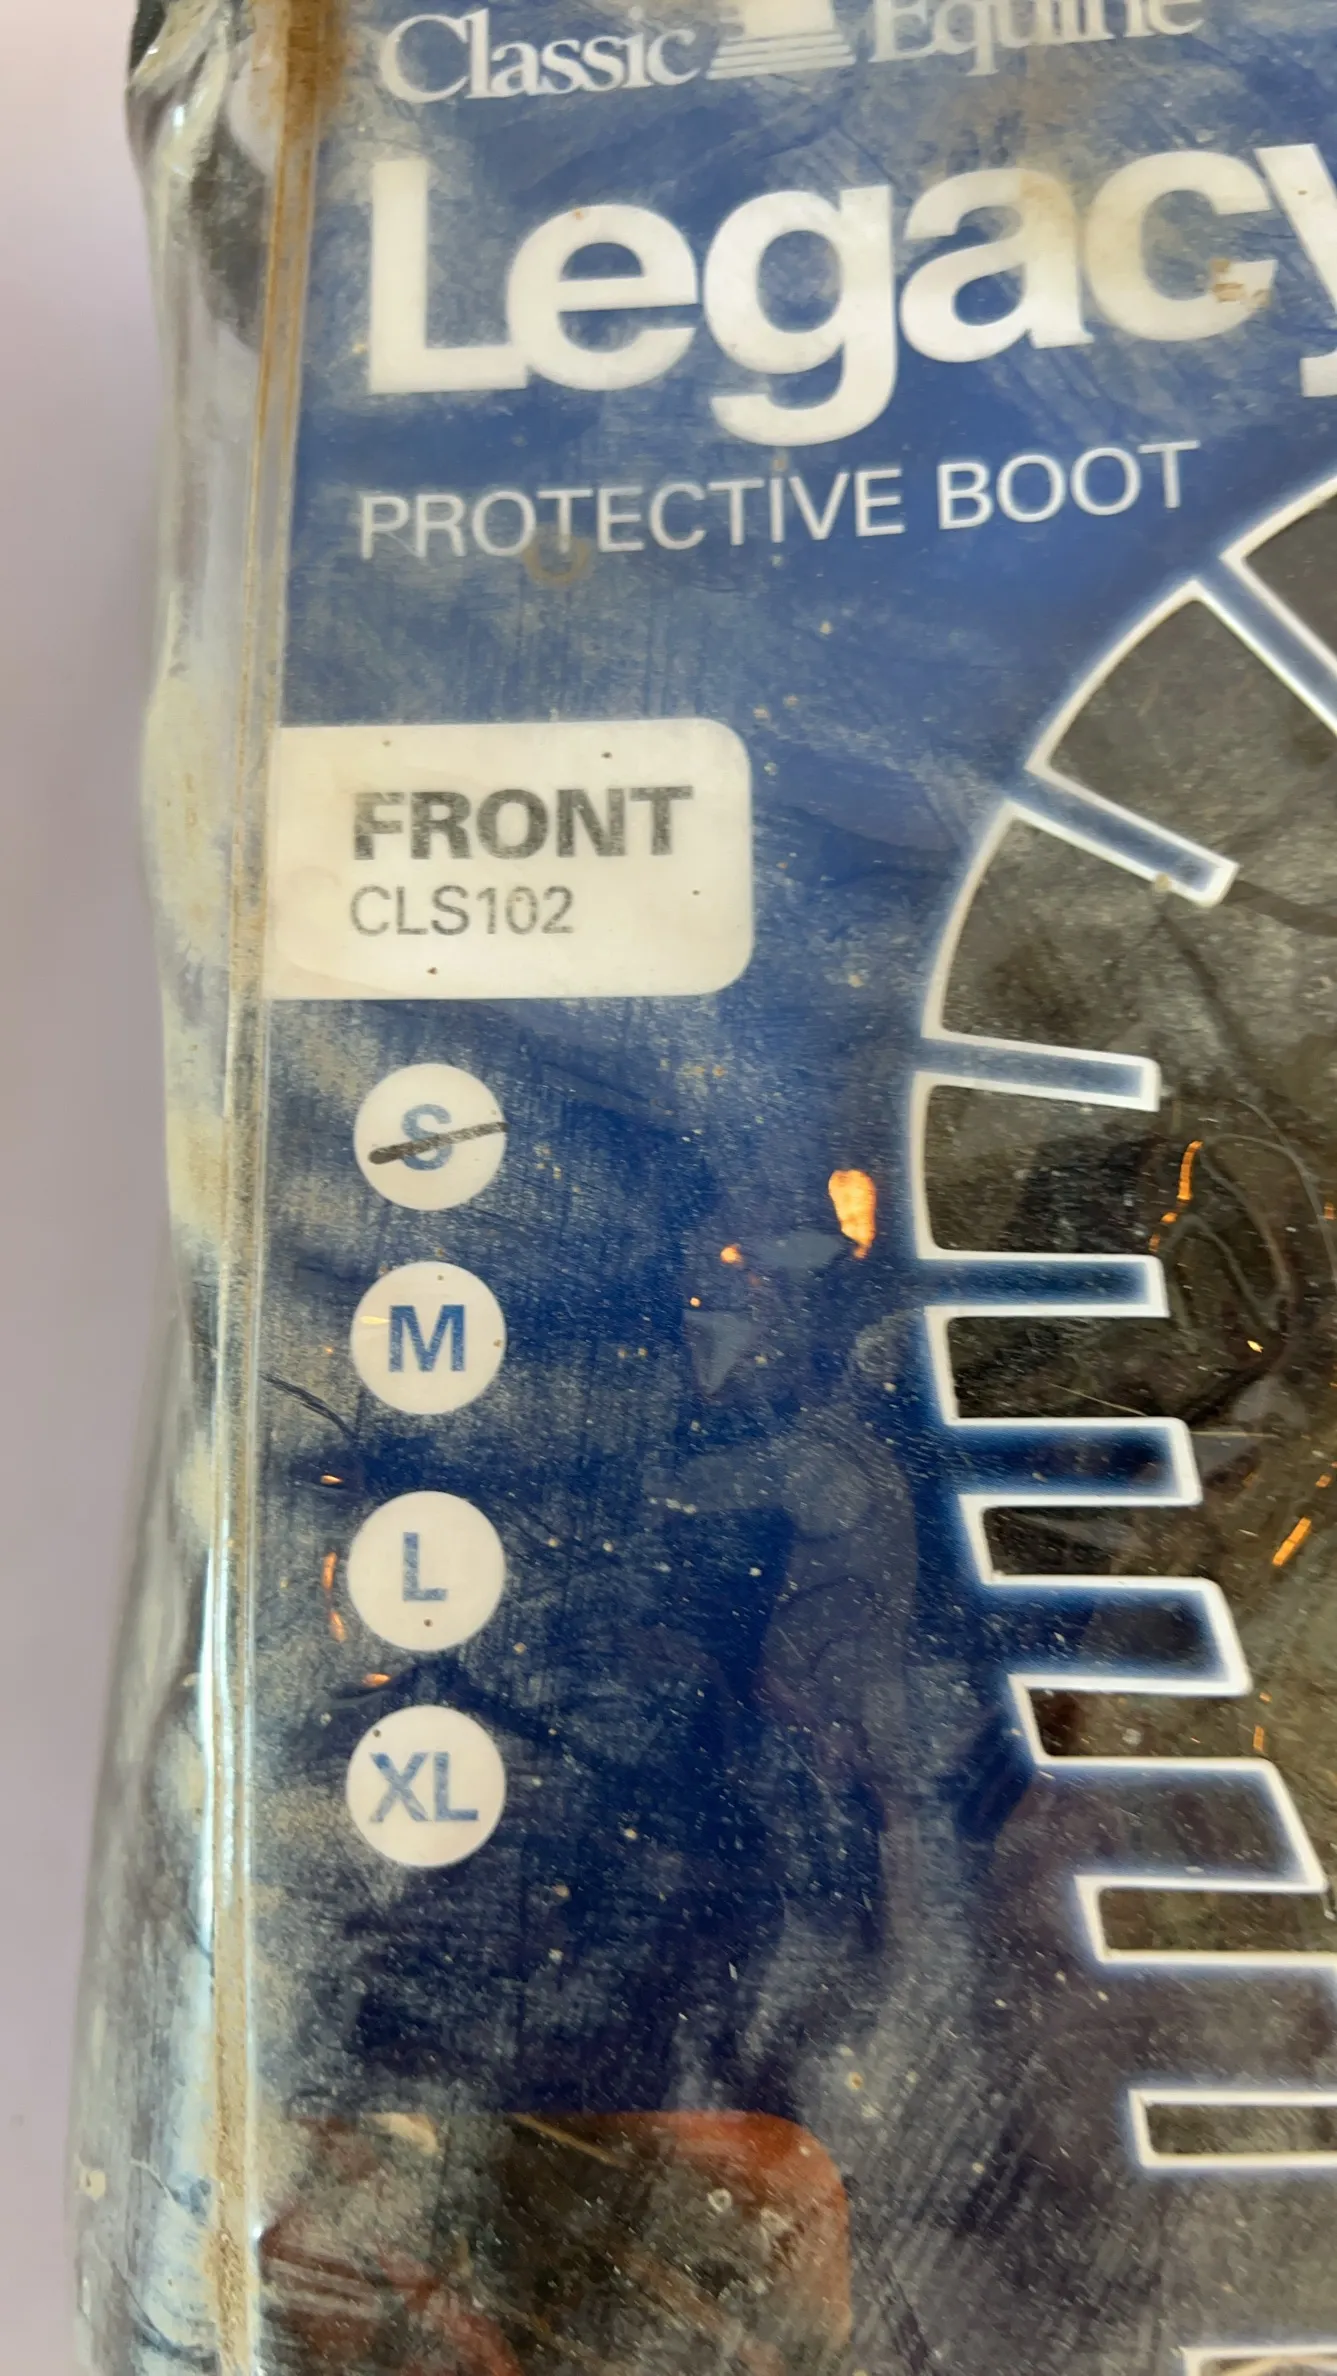 Classic Equine
Legacy
PROTECTIVE BOOT
FRONT
CLS102
S
M
L
XL